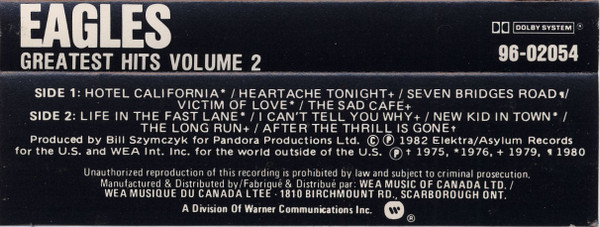 EAGLES
GREATEST HITS VOLUME 2
DOLBY SYSTEM ®
96-02054
SIDE 1: HOTEL CALIFORNIA* / HEARTACHE TONIGHT+ / SEVEN BRIDGES ROAD¶/
VICTIM OF LOVE* / THE SAD CAFE+
SIDE 2: LIFE IN THE FAST LANE* / I CAN'T TELL YOU WHY+ / NEW KID IN TOWN* /
THE LONG RUN+ / AFTER THE THRILL IS GONE†
Produced by Bill Szymczyk for Pandora Productions Ltd. © ℗ 1982 Elektra/Asylum Records
for the U.S. and WEA Int. Inc. for the world outside of the U.S. ℗ † 1975, *1976, + 1979, ¶ 1980
Unauthorized reproduction of this recording is prohibited by law and subject to criminal prosecution.
Manufactured & Distributed by/Fabriqué & Distribué par: WEA MUSIC OF CANADA LTD. /
WEA MUSIQUE DU CANADA LTEE · 1810 BIRCHMOUNT RD., SCARBOROUGH ONT.
A Division Of Warner Communications Inc. ®